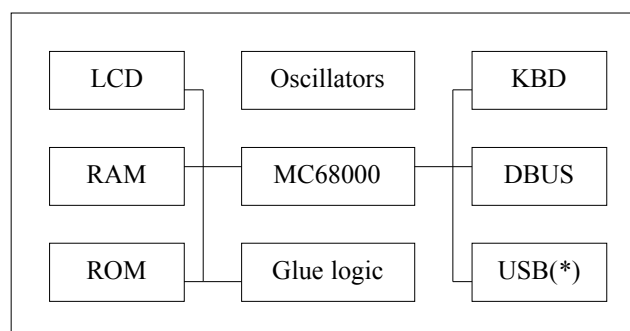 LCD
Oscillators
KBD
RAM
MC68000
DBUS
ROM
Glue logic
USB(*)